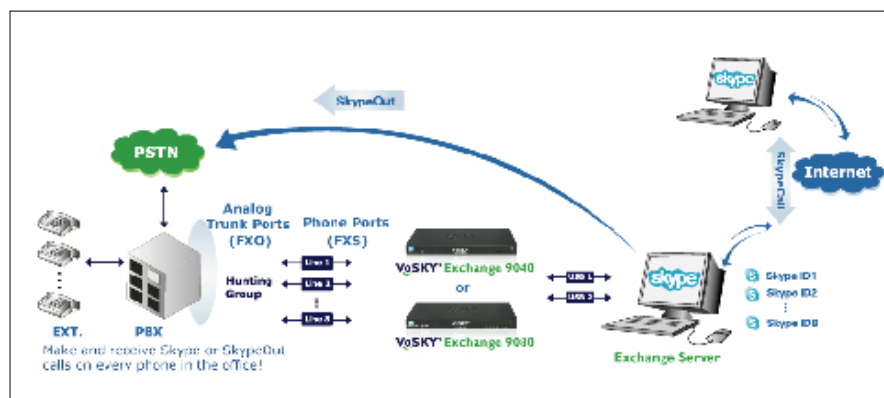 SkypeOut
skype
PSTN
SkypeCall
Internet
Analog
Trunk Ports
(FXO)
Phone Ports
(FXS)
Line 1
Hunting
Group
Line 8
VoSKY Exchange 9040
or
VoSKY Exchange 9080
USB 1
USB 2
skype
Skype ID1
Skype ID2
Skype ID8
EXT.
PBX
Exchange Server
Make and receive Skype or SkypeOut
calls on every phone in the office!